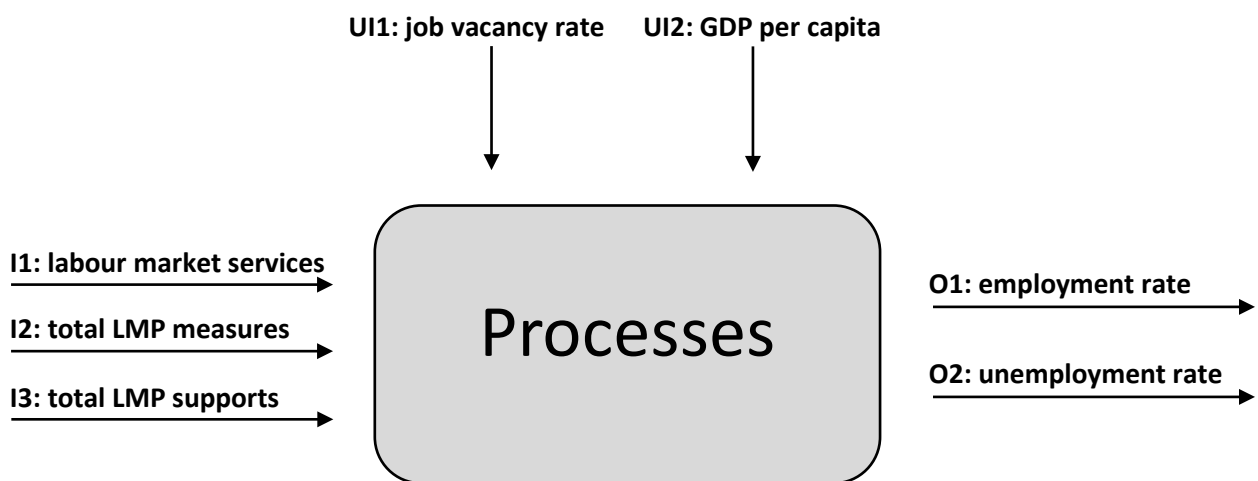 UI1: job vacancy rate
UI2: GDP per capita
I1: labour market services
I2: total LMP measures
I3: total LMP supports
Processes
O1: employment rate
O2: unemployment rate